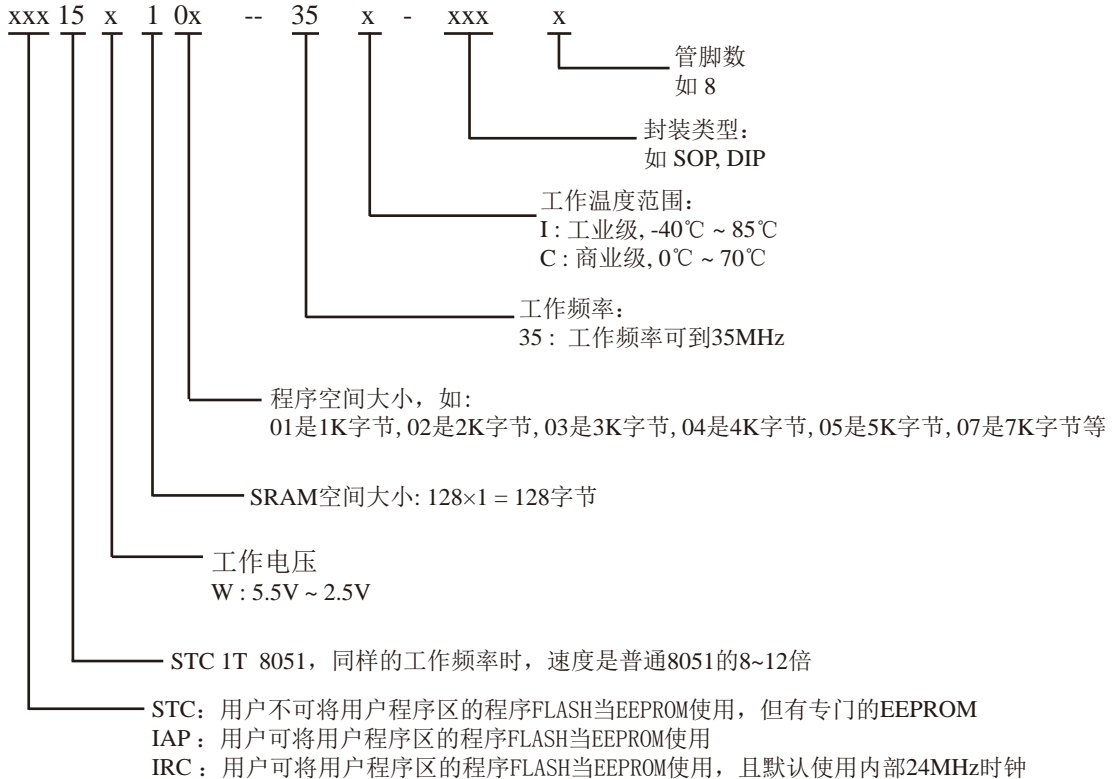 xxx 15 x 1 0x -- 35 x - xxx x
管脚数
如 8
封装类型:
如 SOP, DIP
工作温度范围:
I : 工业级, -40℃ ~ 85℃
C : 商业级, 0℃ ~ 70℃
工作频率:
35 : 工作频率可到35MHz
程序空间大小，如:
01是1K字节, 02是2K字节, 03是3K字节, 04是4K字节, 05是5K字节, 07是7K字节等
SRAM空间大小: 128×1 = 128字节
工作电压
W : 5.5V ~ 2.5V
STC 1T 8051，同样的工作频率时，速度是普通8051的8~12倍
STC：用户不可将用户程序区的程序FLASH当EEPROM使用，但有专门的EEPROM
IAP：用户可将用户程序区的程序FLASH当EEPROM使用
IRC：用户可将用户程序区的程序FLASH当EEPROM使用，且默认使用内部24MHz时钟